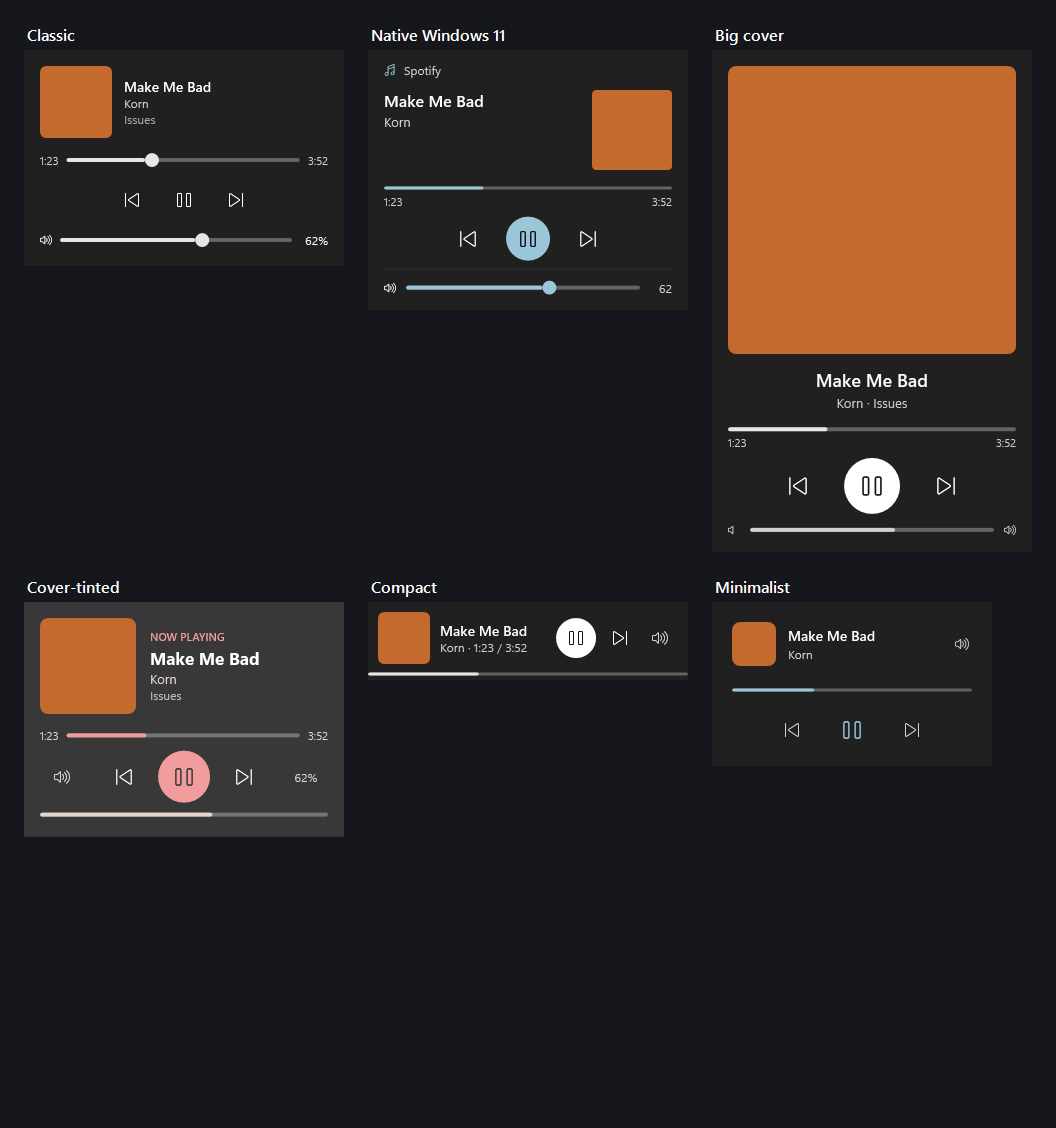 Classic
Make Me Bad
Korn
Issues
1:23 3:52
62%
Native Windows 11
Spotify
Make Me Bad
Korn
1:23 3:52
62
Big cover
Make Me Bad
Korn · Issues
1:23 3:52
Cover-tinted
NOW PLAYING
Make Me Bad
Korn
Issues
1:23 3:52
62%
Compact
Make Me Bad
Korn · 1:23 / 3:52
Minimalist
Make Me Bad
Korn